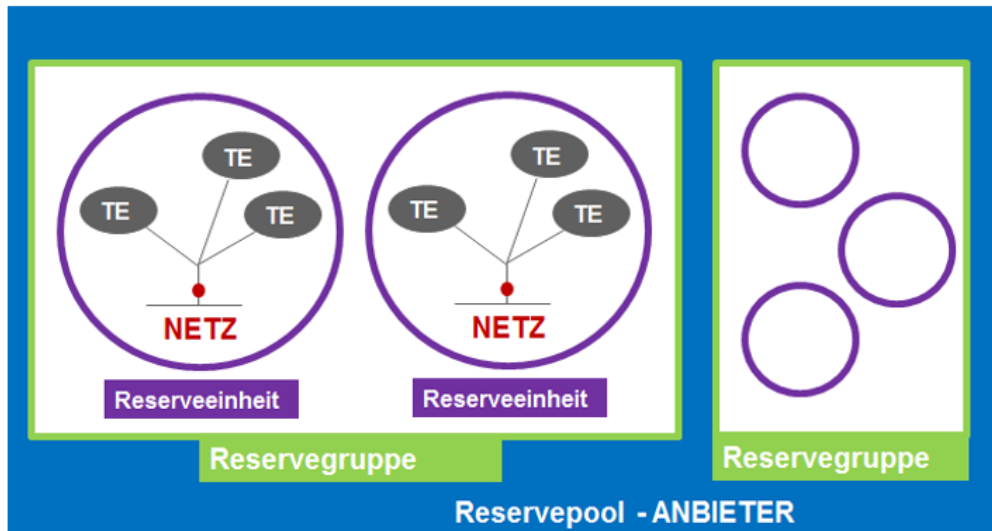 TE
TE
TE
NETZ
Reserveeinheit
TE
TE
TE
NETZ
Reserveeinheit
Reservegruppe
Reservegruppe
Reservepool - ANBIETER